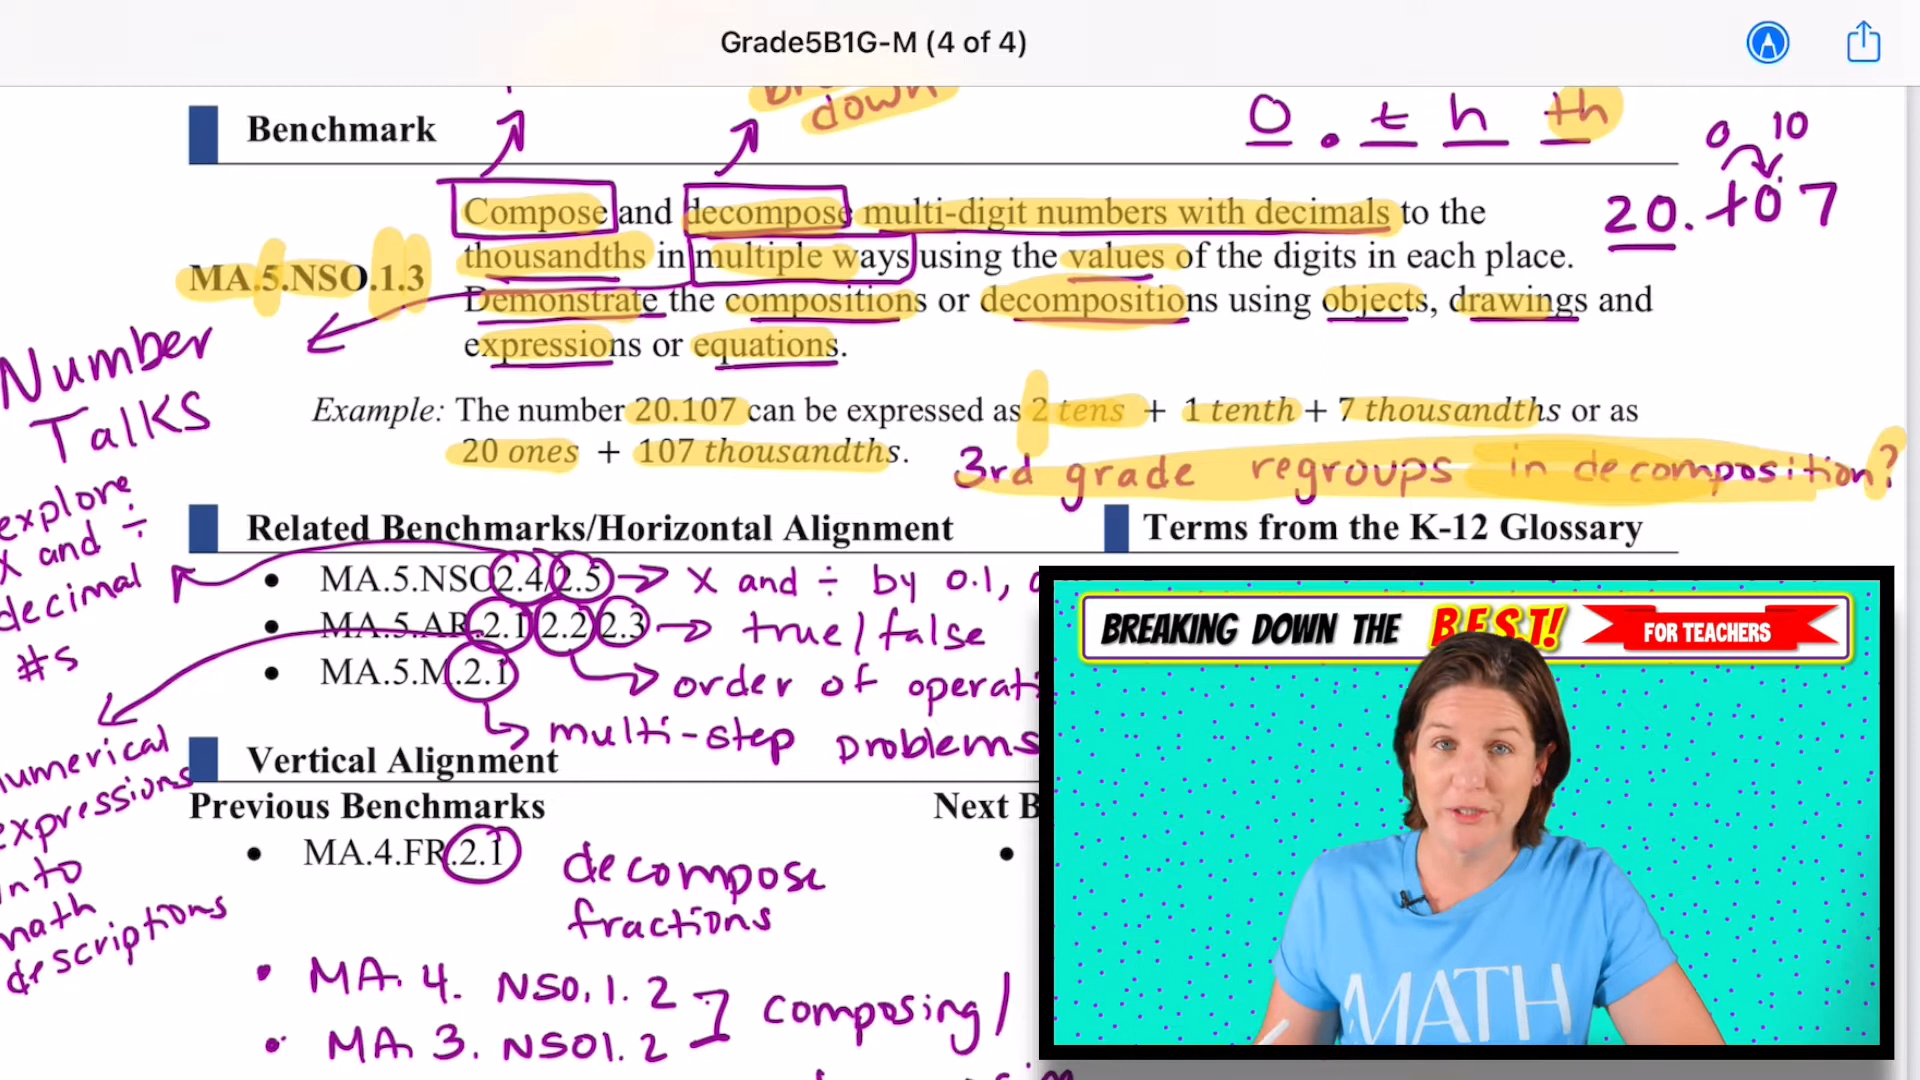 Grade5B1G-M (4 of 4)
down
0 . t h th
0 10
20.107
Benchmark
Compose and decompose multi-digit numbers with decimals to the
thousandths in multiple ways using the values of the digits in each place.
MA.5.NSO.1.3
Demonstrate the compositions or decompositions using objects, drawings and
expressions or equations.
Number
Talks
Example: The number 20.107 can be expressed as 2 tens + 1 tenth + 7 thousandths or as
20 ones + 107 thousandths.
3rd grade regroups in decomposition?
explore
x and ÷
decimal
#s
Related Benchmarks/Horizontal Alignment
Terms from the K-12 Glossary
MA.5.NSO.2.4/2.5 → x and ÷ by 0.1,
MA.5.AR.2.1 2.2 2.3 → true/false
order of operati
MA.5.M.2.1
multi-step problems
numerical
expressions
into
math
descriptions
Vertical Alignment
Previous Benchmarks
Next B
MA.4.FR.2.1
decompose
fractions
MA. 4. NSO.1.2
MA 3. NSO1.2
composing/
BREAKING DOWN THE B.E.S.T!
FOR TEACHERS
MATH